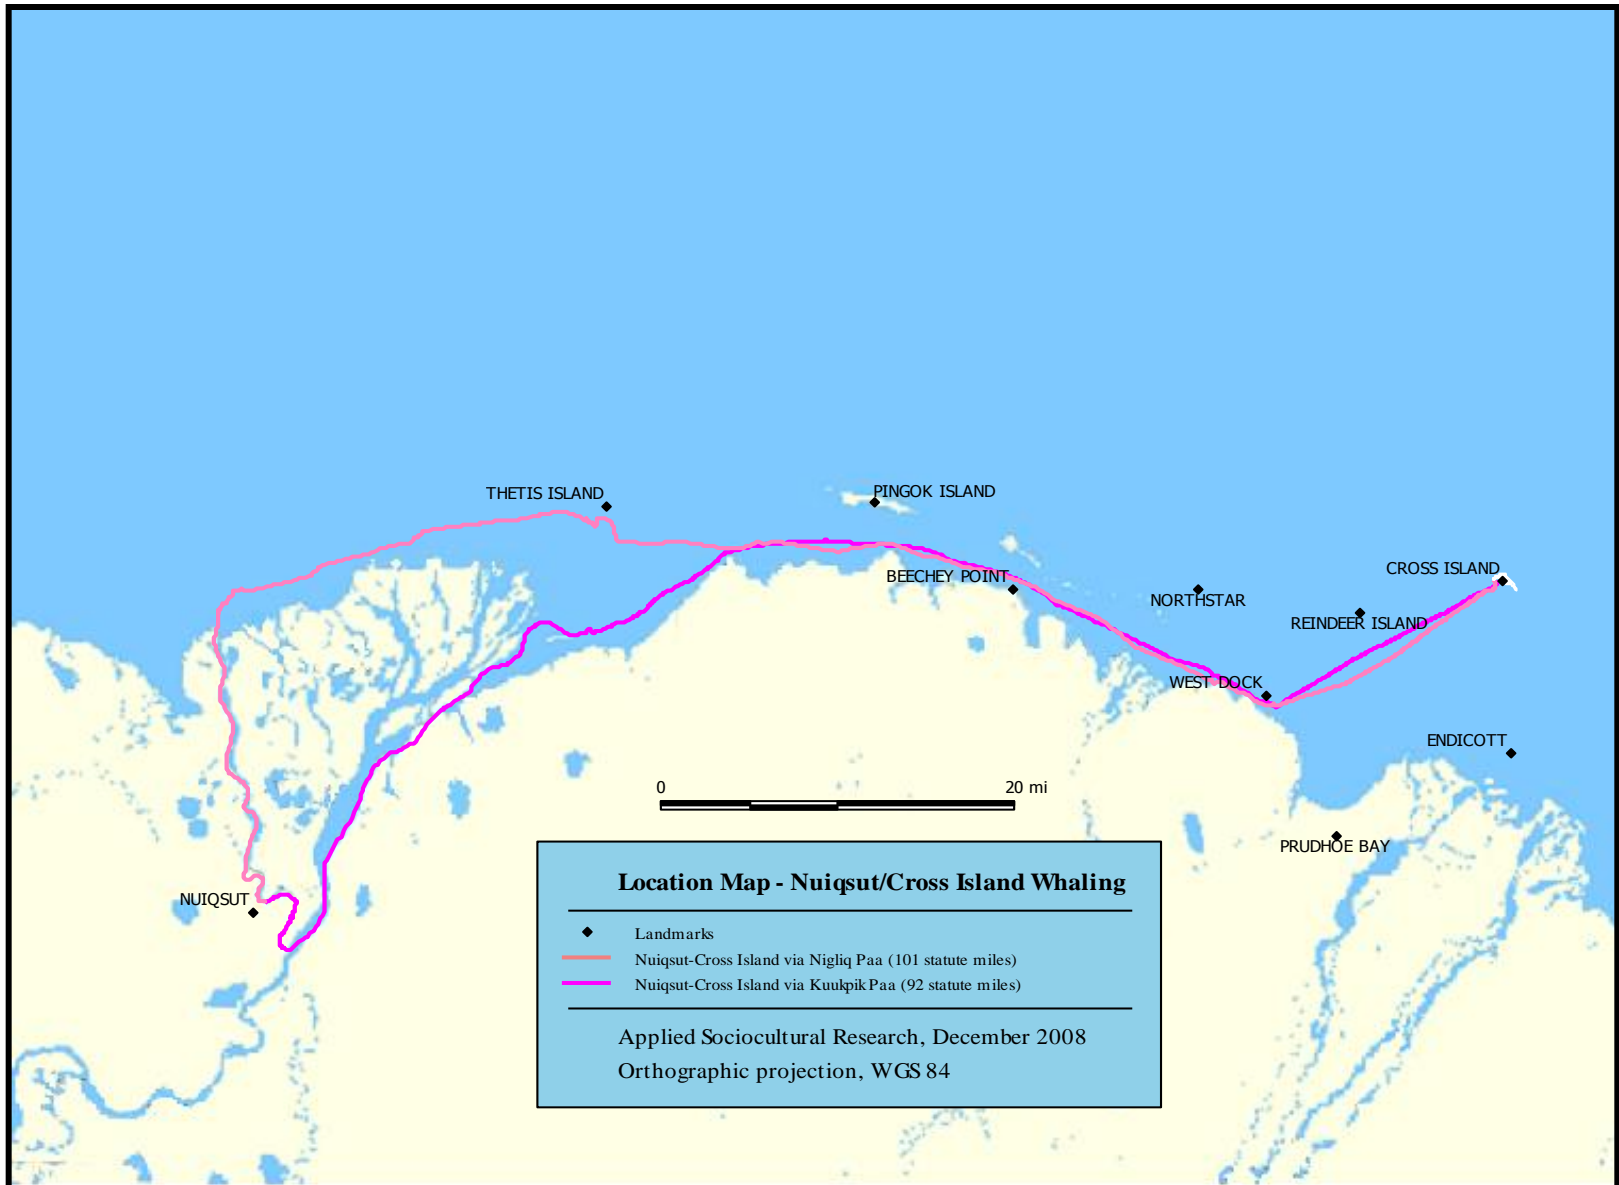 THETIS ISLAND
PINGOK ISLAND
BEECHEY POINT
CROSS ISLAND
NORTHSTAR
REINDEER ISLAND
WEST DOCK
ENDICOTT
0 20 mi
PRUDHOE BAY
NUIQSUT
Location Map - Nuiqsut/Cross Island Whaling
Landmarks
Nuiqsut-Cross Island via Nigliq Paa (101 statute miles)
Nuiqsut-Cross Island via Kuukpik Paa (92 statute miles)
Applied Sociocultural Research, December 2008
Orthographic projection, WGS 84